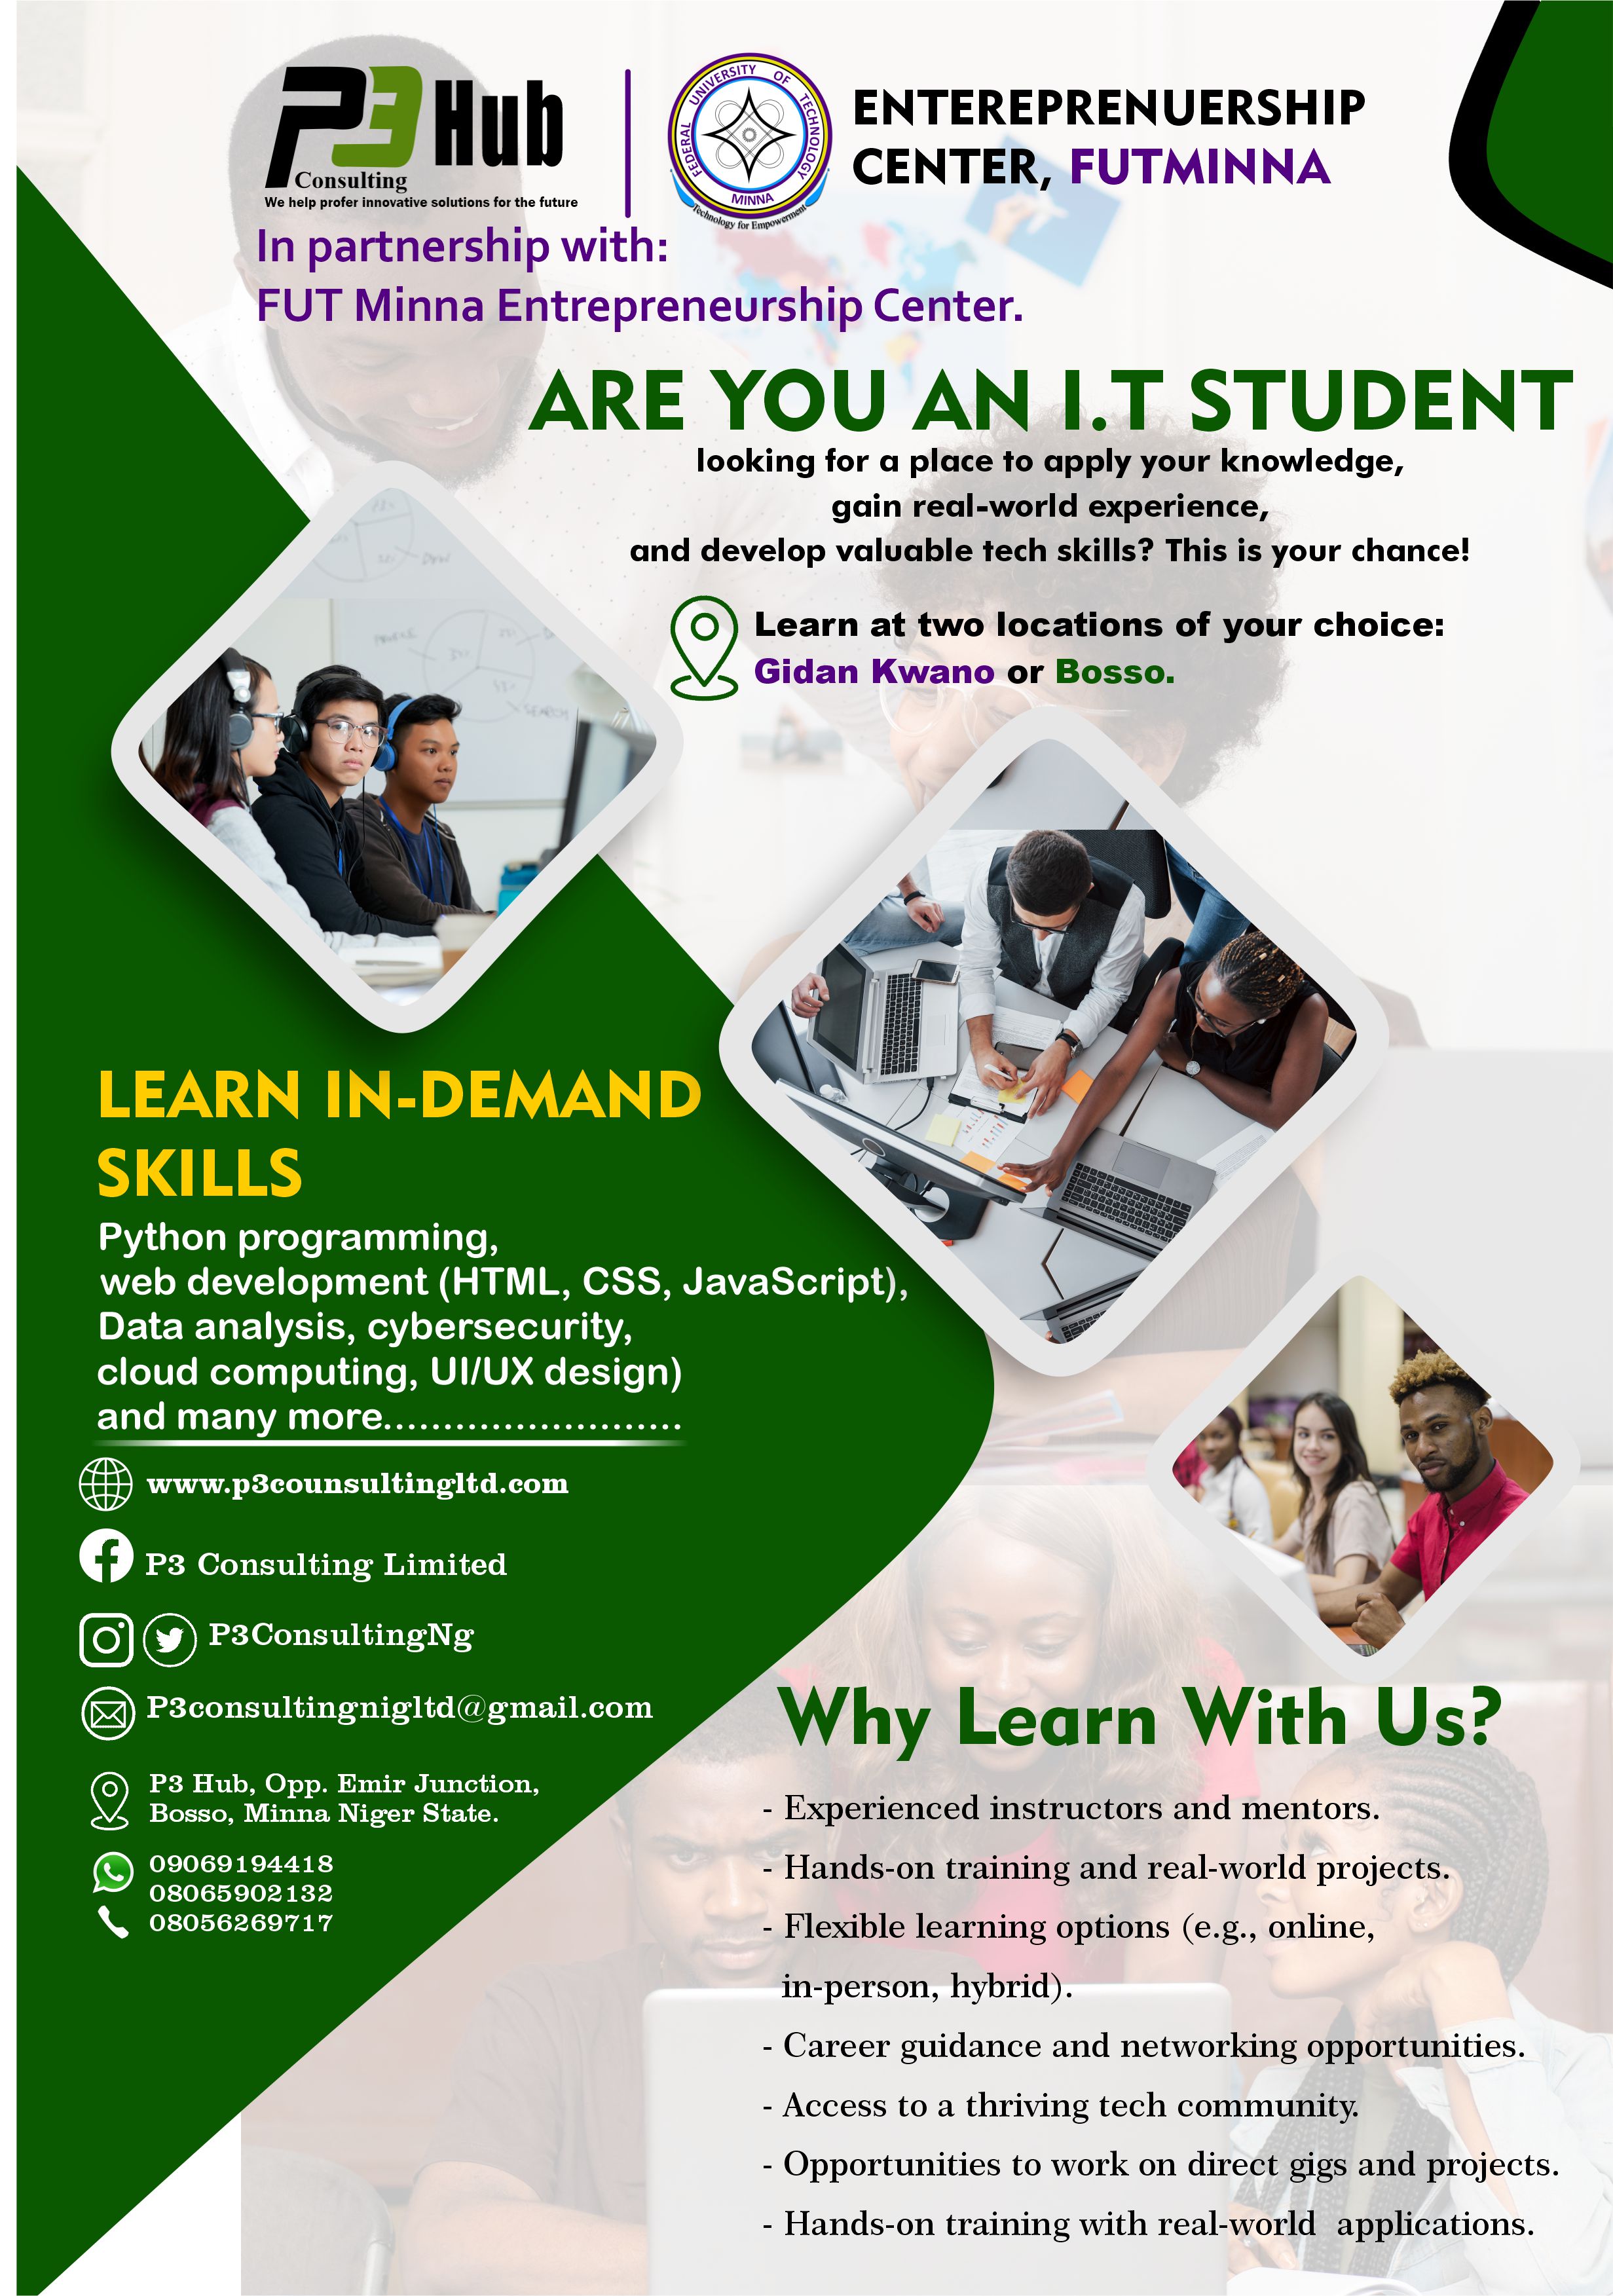 P3 Hub
Consulting
We help profer innovative solutions for the future
FEDERAL UNIVERSITY OF TECHNOLOGY
MINNA
Technology for Empowerment
ENTEREPRENUERSHIP
CENTER, FUTMINNA
In partnership with:
FUT Minna Entrepreneurship Center.
ARE YOU AN I.T STUDENT
looking for a place to apply your knowledge,
gain real-world experience,
and develop valuable tech skills? This is your chance!
Learn at two locations of your choice:
Gidan Kwano or Bosso.
SEARCH
LEARN IN-DEMAND
SKILLS
Python programming,
web development (HTML, CSS, JavaScript),
Data analysis, cybersecurity,
cloud computing, UI/UX design)
and many more.........................
www.p3counsultingltd.com
P3 Consulting Limited
P3ConsultingNg
P3consultingnigltd@gmail.com
P3 Hub, Opp. Emir Junction,
Bosso, Minna Niger State.
09069194418
08065902132
08056269717
Why Learn With Us?
- Experienced instructors and mentors.
- Hands-on training and real-world projects.
- Flexible learning options (e.g., online,
in-person, hybrid).
- Career guidance and networking opportunities.
- Access to a thriving tech community.
- Opportunities to work on direct gigs and projects.
- Hands-on training with real-world  applications.